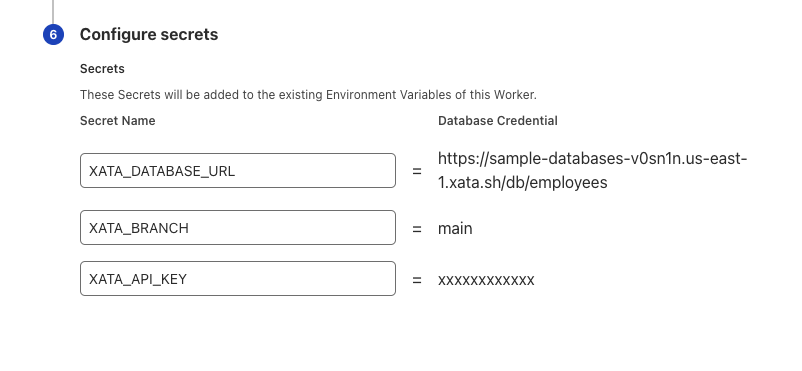 6 Configure secrets
Secrets
These Secrets will be added to the existing Environment Variables of this Worker.
Secret Name Database Credential
XATA_DATABASE_URL = https://sample-databases-v0sn1n.us-east-
1.xata.sh/db/employees
XATA_BRANCH = main
XATA_API_KEY = xxxxxxxxxxxx